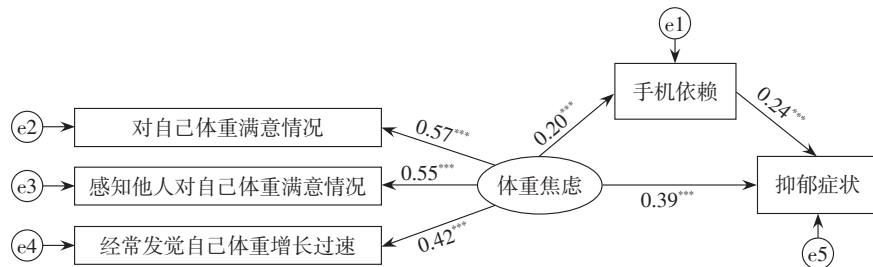 e1
手机依赖
e2
对自己体重满意情况
0.57***
0.20***
0.24***
e3
感知他人对自己体重满意情况
0.55***
体重焦虑
0.39***
抑郁症状
e4
经常发觉自己体重增长过速
0.42***
e5